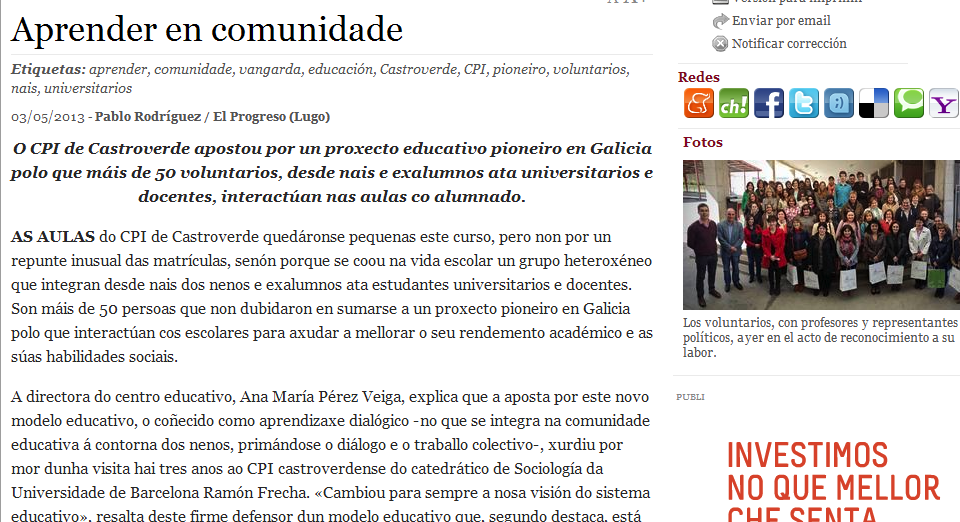 Aprender en comunidade
Etiquetas: aprender, comunidade, vangarda, educación, Castroverde, CPI, pioneiro, voluntarios,
nais, universitarios
03/05/2013 - Pablo Rodríguez / El Progreso (Lugo)
O CPI de Castroverde apostou por un proxecto educativo pioneiro en Galicia
polo que máis de 50 voluntarios, desde nais e exalumnos ata universitarios e
docentes, interactúan nas aulas co alumnado.
AS AULAS do CPI de Castroverde quedáronse pequenas este curso, pero non por un
repunte inusual das matrículas, senón porque se coou na vida escolar un grupo heteroxéneo
que integran desde nais dos nenos e exalumnos ata estudantes universitarios e docentes.
Son máis de 50 persoas que non dubidaron en sumarse a un proxecto pioneiro en Galicia
polo que interactúan cos escolares para axudar a mellorar o seu rendemento académico e as
súas habilidades sociais.
A directora do centro educativo, Ana María Pérez Veiga, explica que a aposta por este novo
modelo educativo, o coñecido como aprendizaxe dialógico -no que se integra na comunidade
educativa á contorna dos nenos, primándose o diálogo e o traballo colectivo-, xurdiu por
mor dunha visita hai tres anos ao CPI castroverdense do catedrático de Sociología da
Universidade de Barcelona Ramón Frecha. «Cambiou para sempre a nosa visión do sistema
educativo», resalta deste firme defensor dun modelo educativo que, segundo destaca, está
Versión para imprimir
Enviar por email
Notificar corrección
Redes
ch!
Fotos
Los voluntarios, con profesores y representantes
políticos, ayer en el acto de reconocimiento a su
labor.
PUBLI
INVESTIMOS
NO QUE MELLOR
CHE SENTA